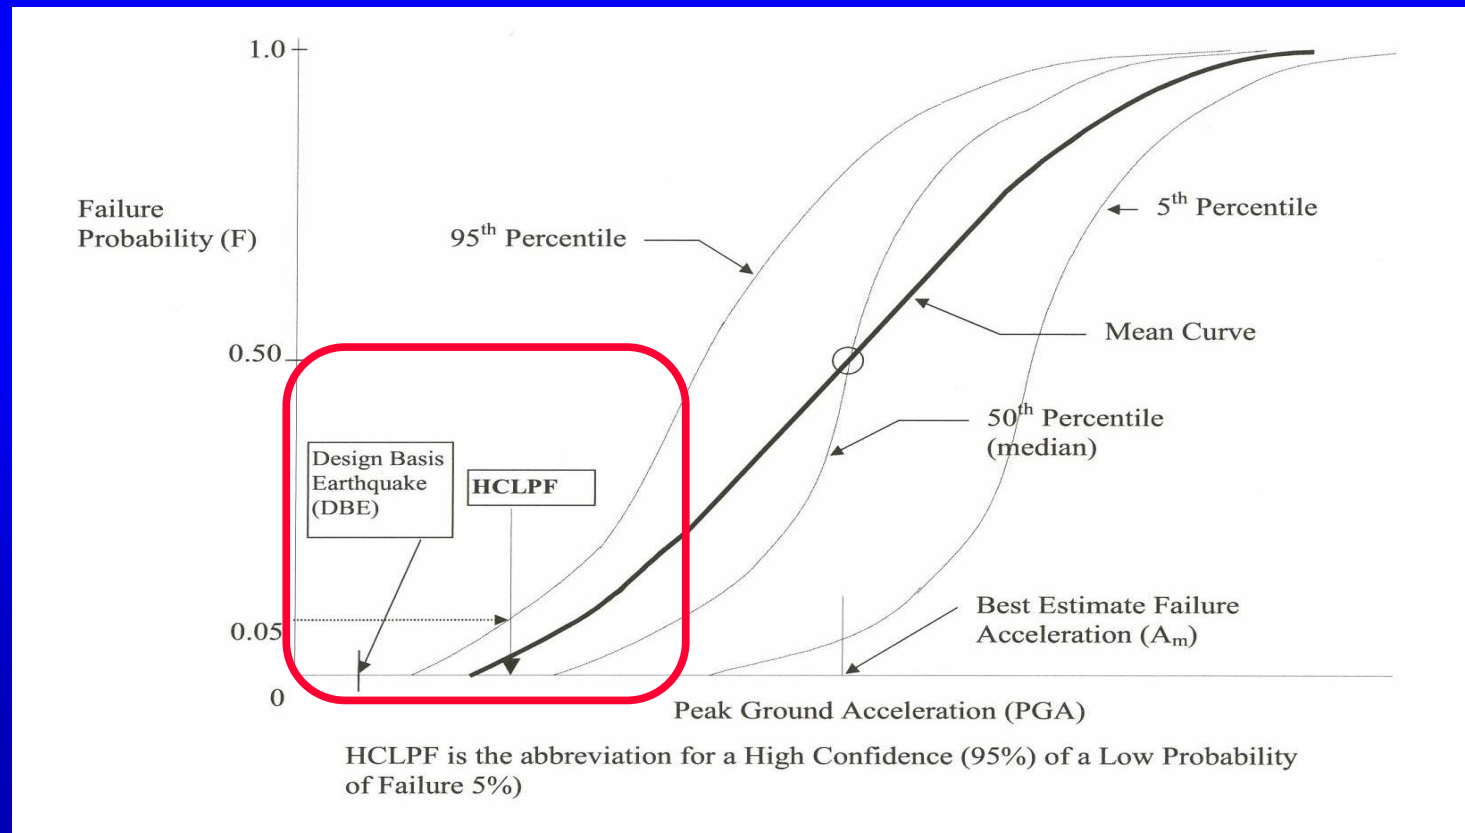 1.0
Failure
Probability (F)
95th Percentile
5th Percentile
Mean Curve
0.50
50th Percentile
(median)
Design Basis
Earthquake
(DBE)
HCLPF
Best Estimate Failure
Acceleration (Am)
0.05
0
Peak Ground Acceleration (PGA)
HCLPF is the abbreviation for a High Confidence (95%) of a Low Probability
of Failure 5%)